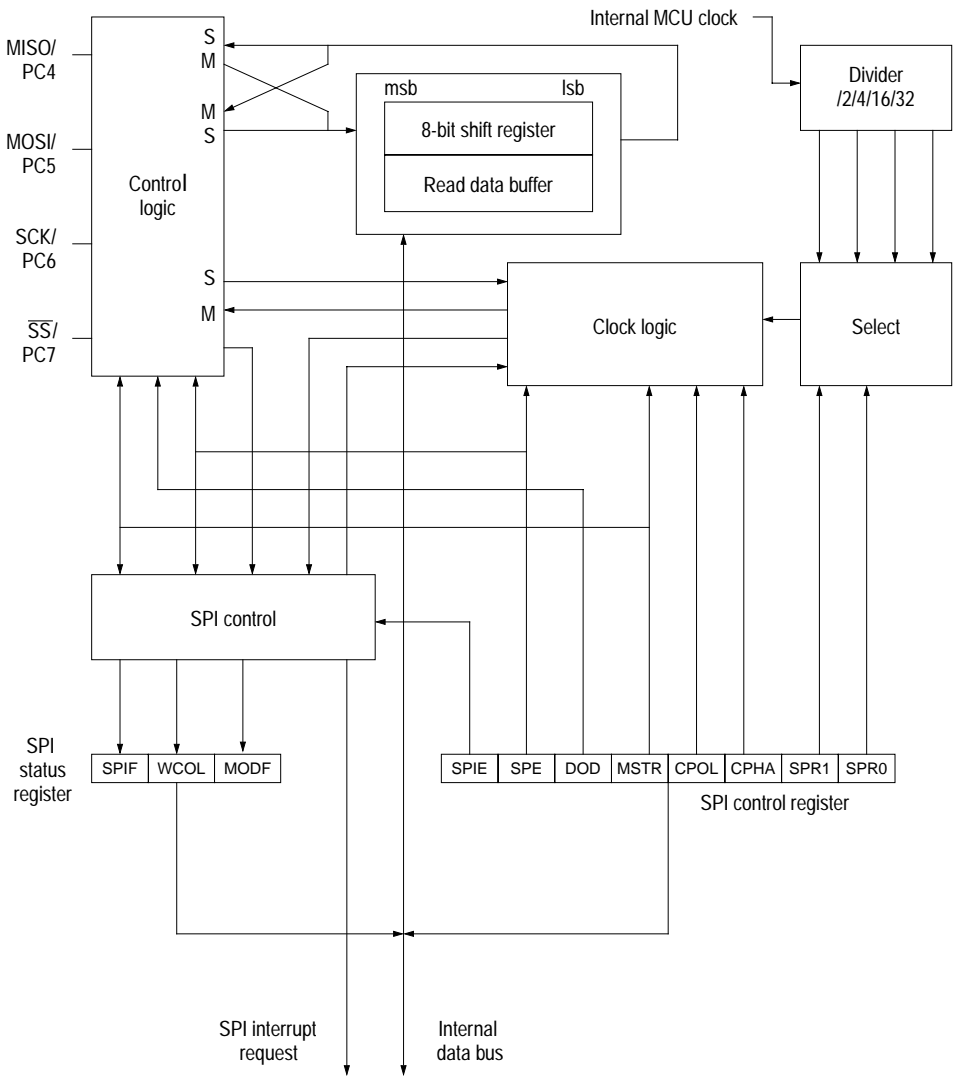 Internal MCU clock
MISO/
PC4
S
M
M
S
msb
lsb
8-bit shift register
Read data buffer
Divider
/2/4/16/32
MOSI/
PC5
Control
logic
SCK/
PC6
S
M
SS/
PC7
Clock logic
Select
SPI control
SPI
status
register
SPIF
WCOL
MODF
SPIE
SPE
DOD
MSTR
CPOL
CPHA
SPR1
SPR0
SPI control register
SPI interrupt
request
Internal
data bus